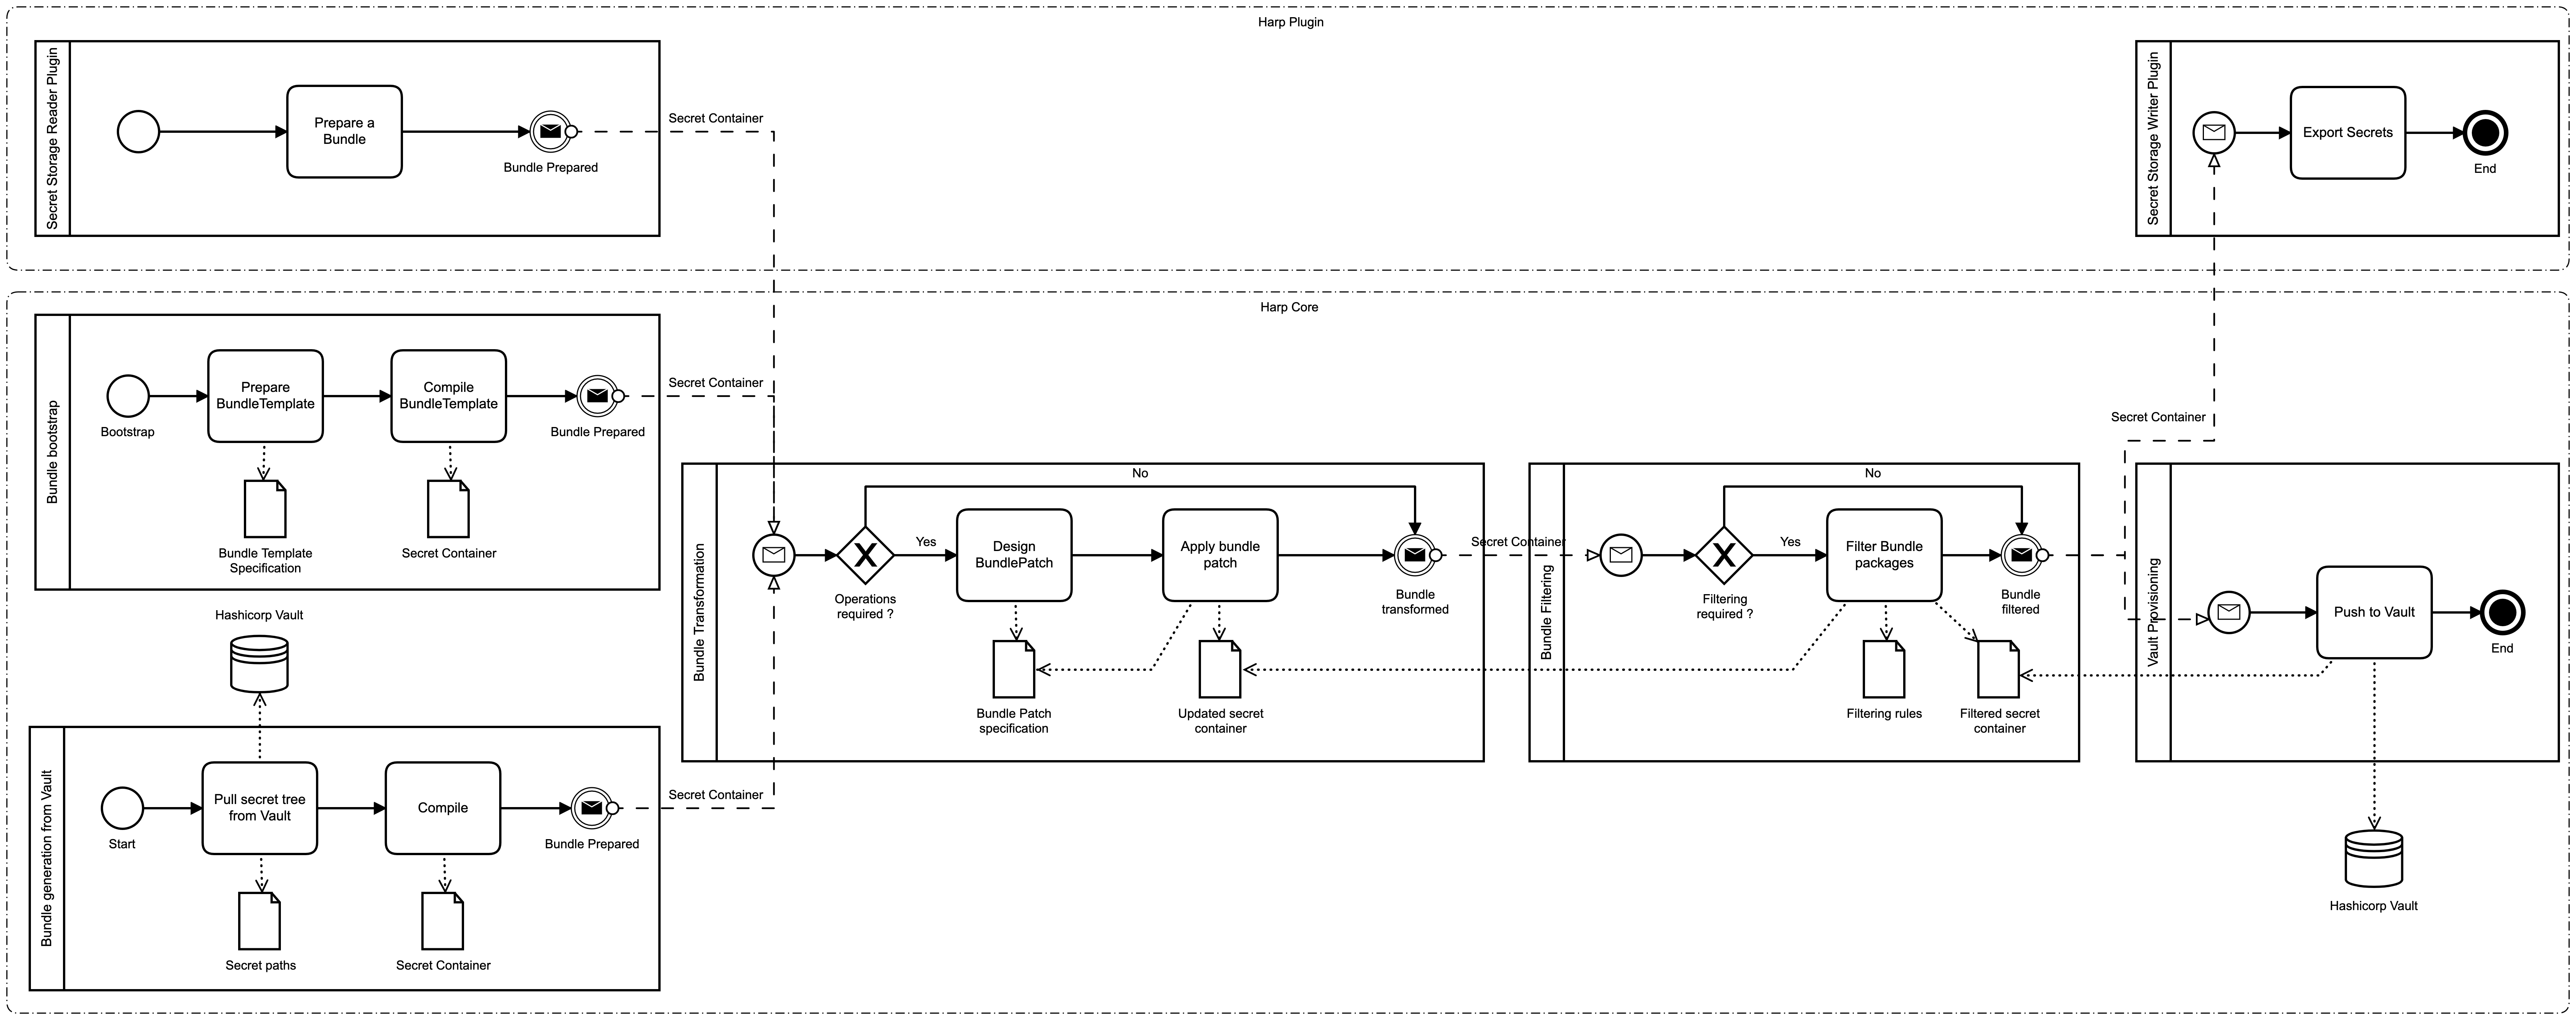 Harp Plugin
Secret Storage Reader Plugin
Prepare a
Bundle
Bundle Prepared
Secret Container
Secret Storage Writer Plugin
Export Secrets
End
Harp Core
Bundle bootstrap
Bootstrap
Prepare
BundleTemplate
Compile
BundleTemplate
Bundle Prepared
Secret Container
Bundle Template
Specification
Secret Container
Hashicorp Vault
Bundle generation from Vault
Start
Pull secret tree
from Vault
Compile
Bundle Prepared
Secret Container
Secret paths
Secret Container
Bundle Transformation
No
Operations
required ?
Yes
Design
BundlePatch
Apply bundle
patch
Bundle
transformed
Bundle Patch
specification
Updated secret
container
Secret Container
Bundle Filtering
No
Filtering
required ?
Yes
Filter Bundle
packages
Bundle
filtered
Filtering rules
Filtered secret
container
Secret Container
Vault Provisioning
Push to Vault
End
Hashicorp Vault